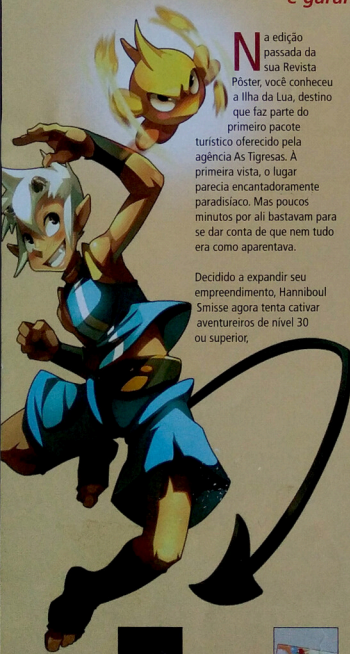 e garan
Na edição
passada da
sua Revista
Pôster, você conheceu
a Ilha da Lua, destino
que faz parte do
primeiro pacote
turístico oferecido pela
agência As Tigresas. À
primeira vista, o lugar
parecia encantadoramente
paradisíaco. Mas poucos
minutos por ali bastavam para
se dar conta de que nem tudo
era como aparentava.
Decidido a expandir seu
empreendimento, Hanniboul
Smisse agora tenta cativar
aventureiros de nível 30
ou superior,